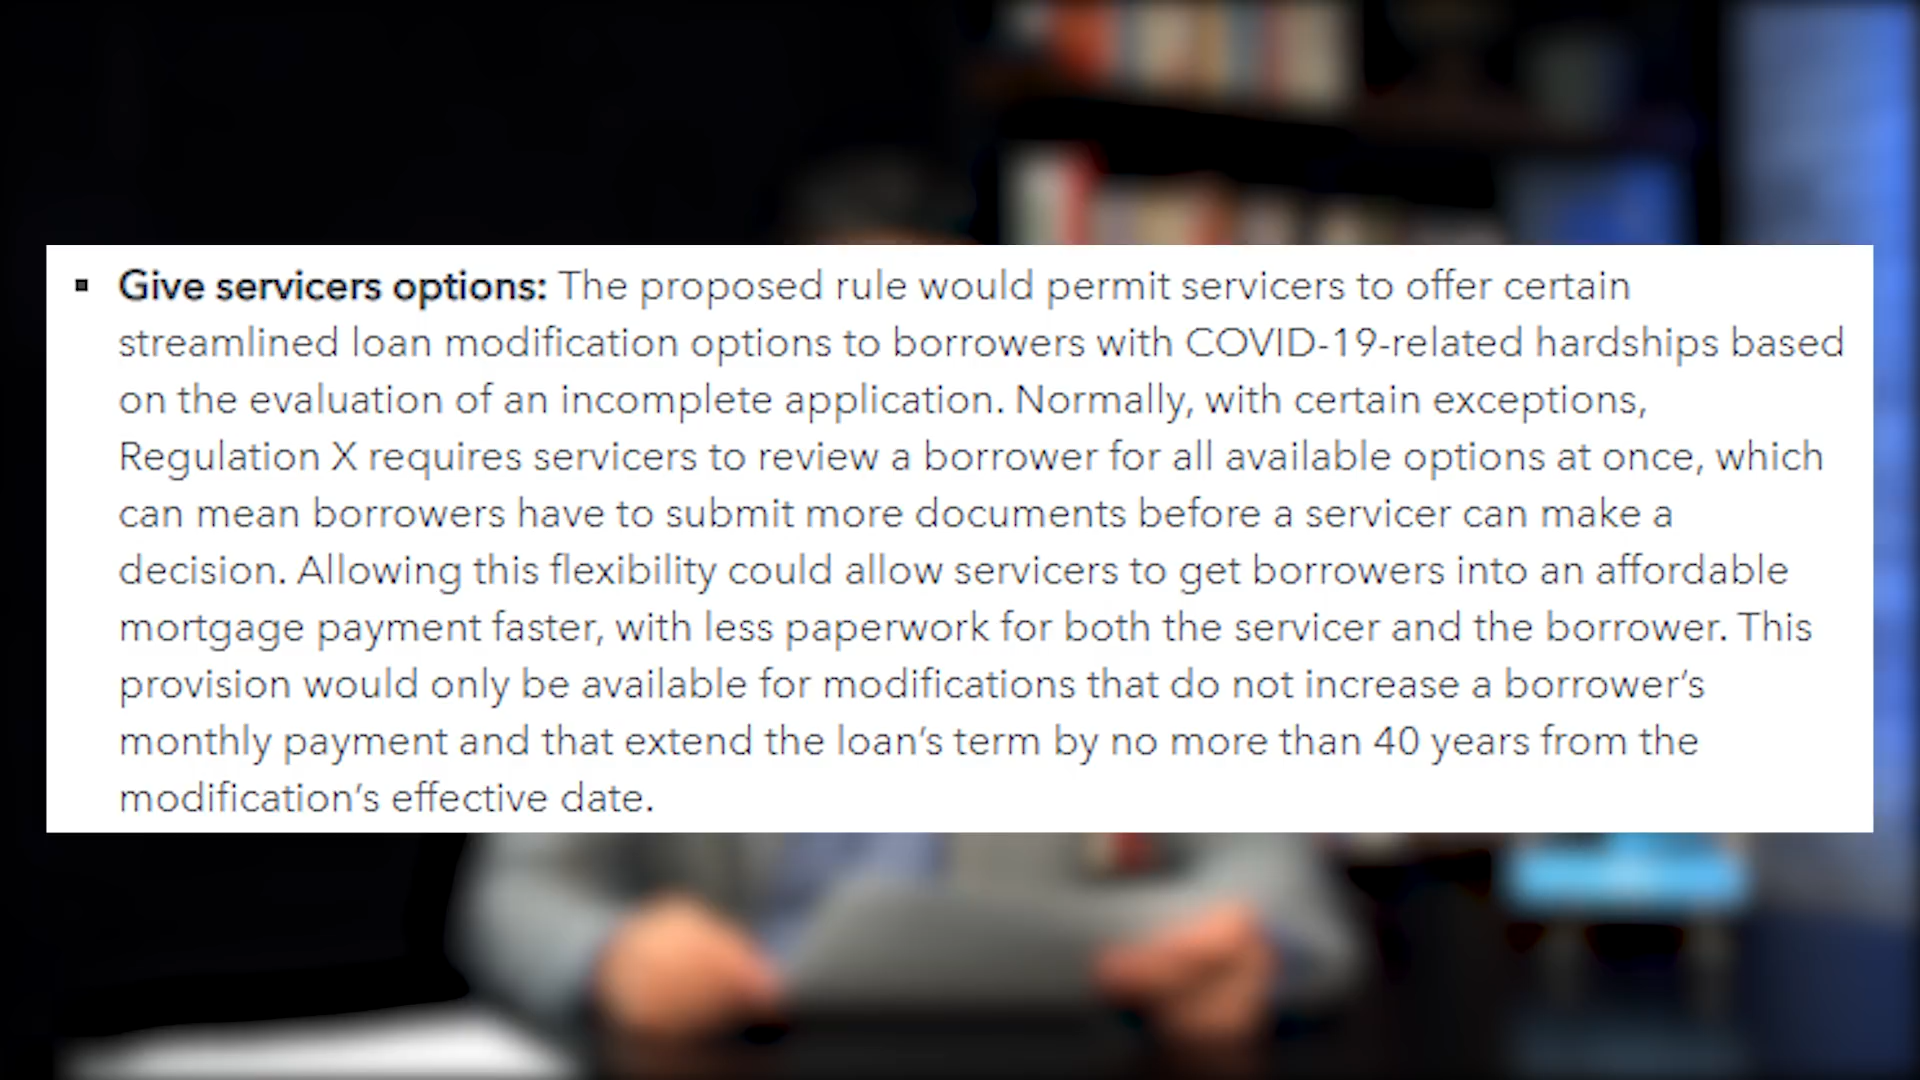 ▪ Give servicers options: The proposed rule would permit servicers to offer certain
streamlined loan modification options to borrowers with COVID-19-related hardships based
on the evaluation of an incomplete application. Normally, with certain exceptions,
Regulation X requires servicers to review a borrower for all available options at once, which
can mean borrowers have to submit more documents before a servicer can make a
decision. Allowing this flexibility could allow servicers to get borrowers into an affordable
mortgage payment faster, with less paperwork for both the servicer and the borrower. This
provision would only be available for modifications that do not increase a borrower’s
monthly payment and that extend the loan’s term by no more than 40 years from the
modification’s effective date.